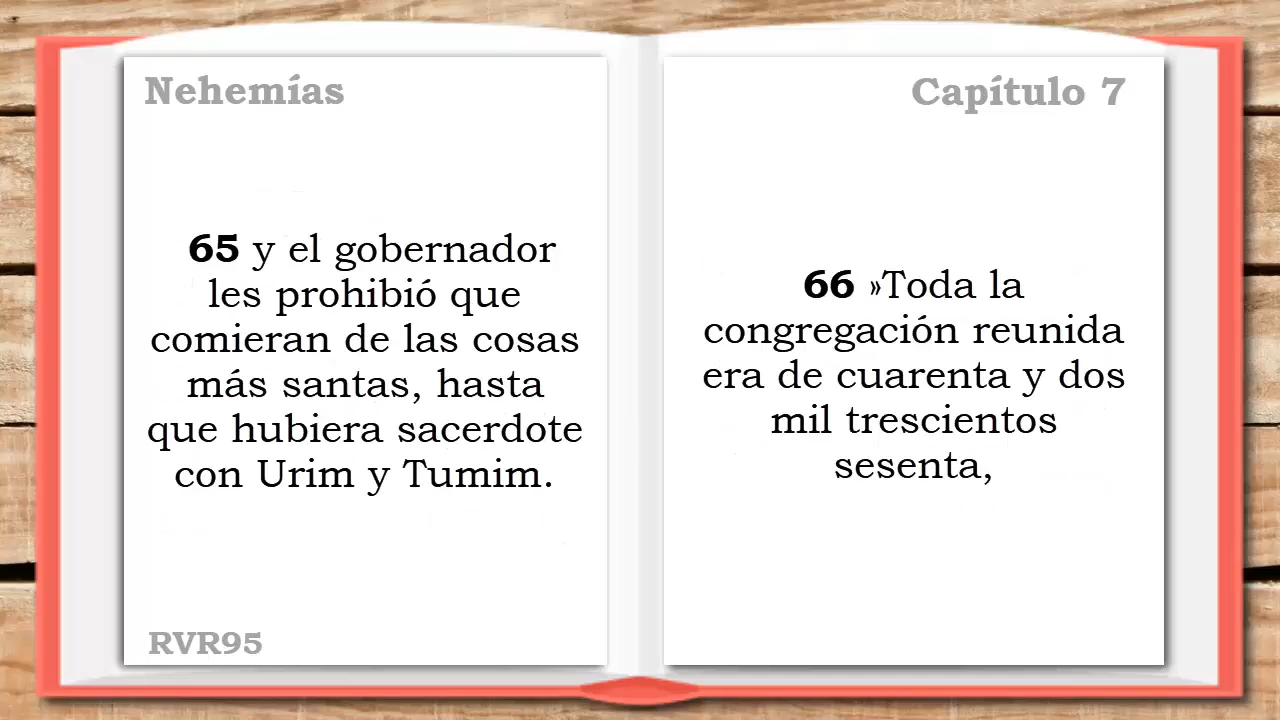 Nehemías
65 y el gobernador
les prohibió que
comieran de las cosas
más santas, hasta
que hubiera sacerdote
con Urim y Tumim.
RVR95
Capítulo 7
66 »Toda la
congregación reunida
era de cuarenta y dos
mil trescientos
sesenta,